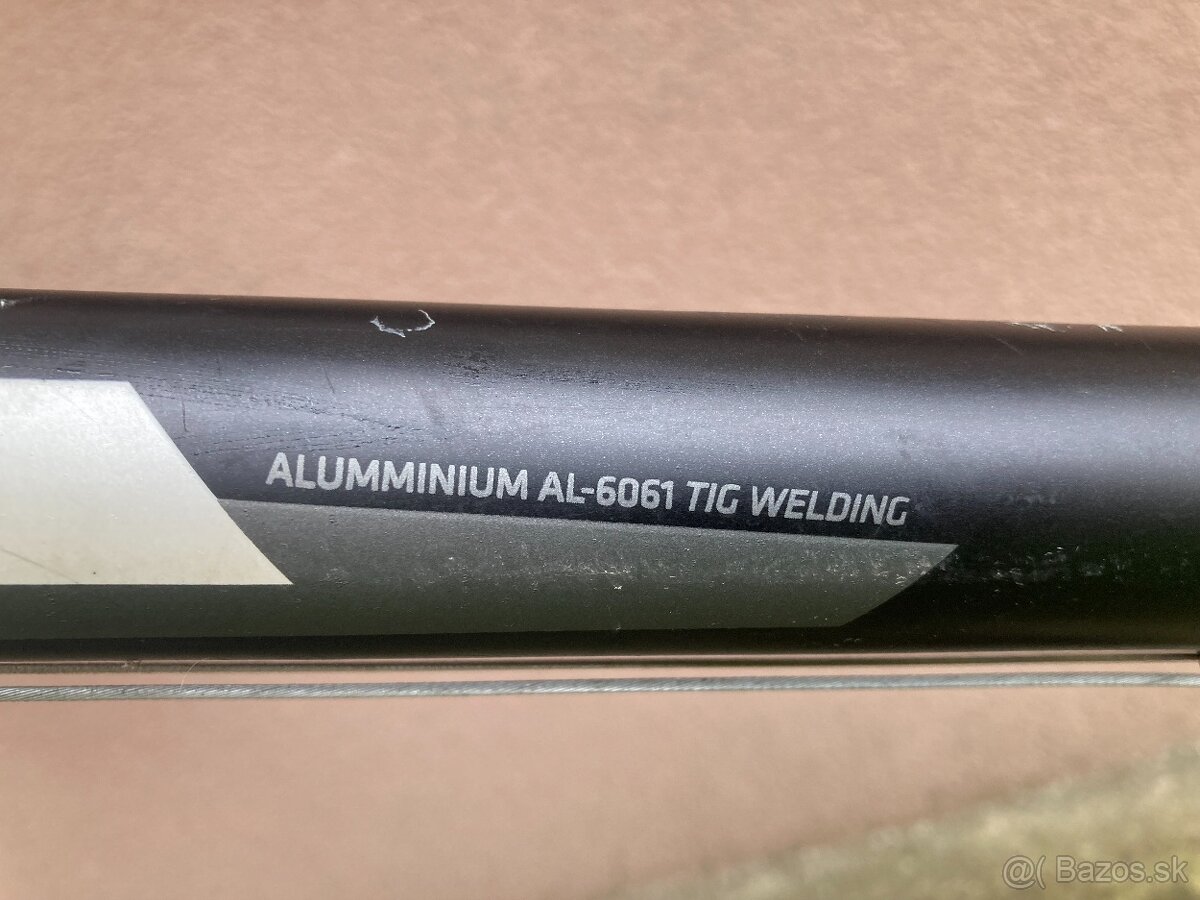 ALUMMINIUM AL-6061 TIG WELDING
@( Bazos.sk